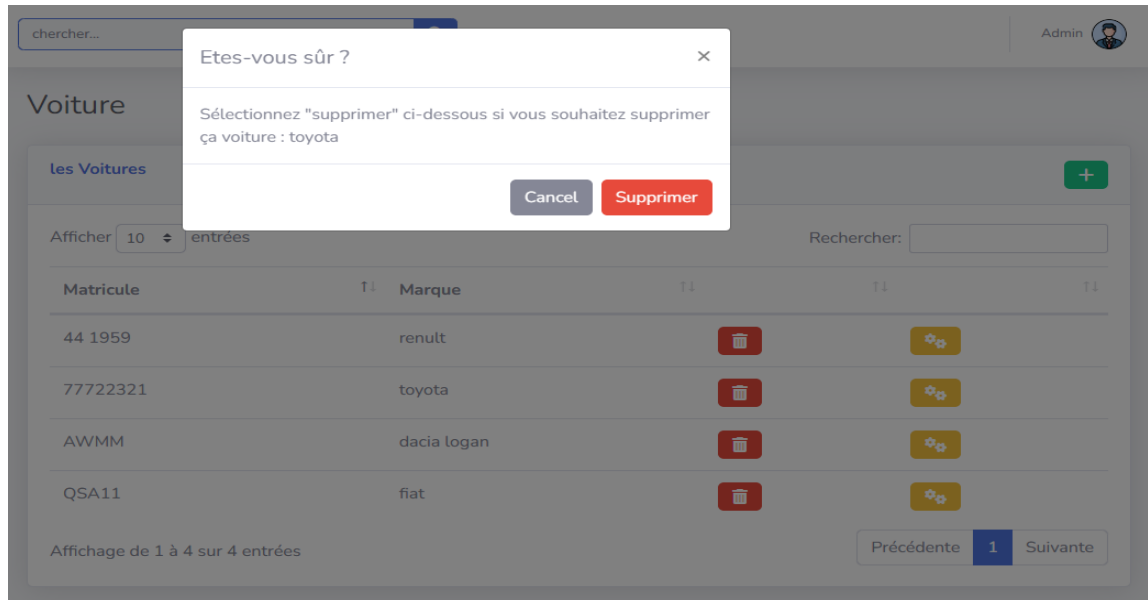 chercher...
Admin
Etes-vous sûr ?
×
Sélectionnez "supprimer" ci-dessous si vous souhaitez supprimer
ça voiture : toyota
Cancel
Supprimer
Voiture
les Voitures
+
Afficher 10 entrées
Rechercher:
Matricule
Marque
44 1959
renult
77722321
toyota
AWMM
dacia logan
QSA11
fiat
Affichage de 1 à 4 sur 4 entrées
Précédente
1
Suivante